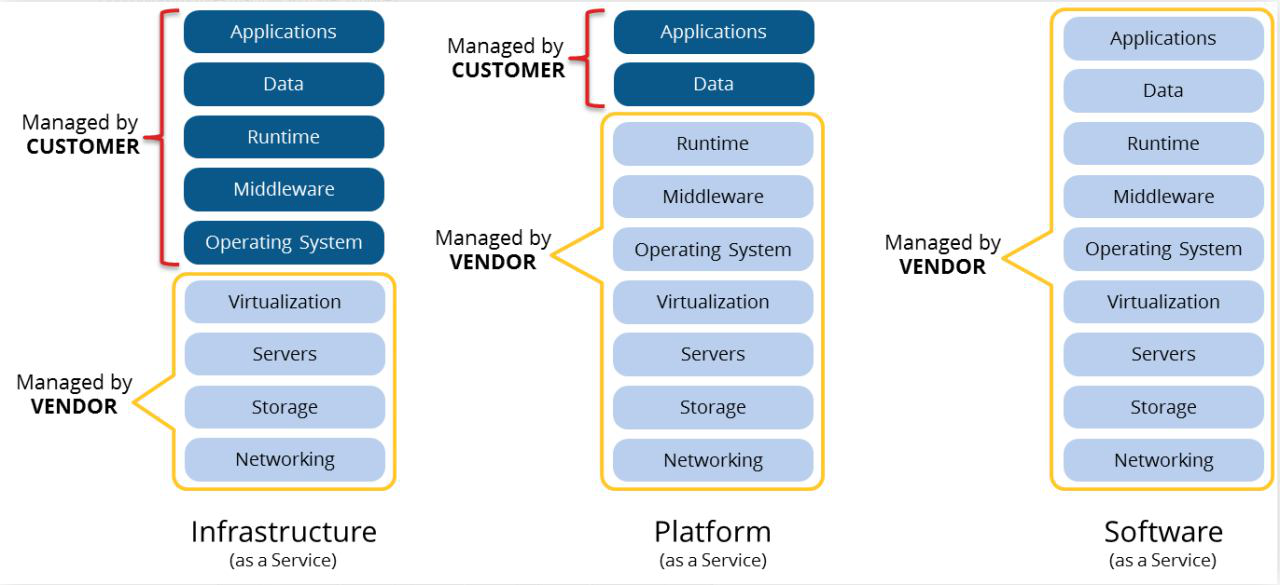 Managed by
CUSTOMER
Applications
Data
Runtime
Middleware
Operating System
Managed by
VENDOR
Virtualization
Servers
Storage
Networking
Infrastructure
(as a Service)
Managed by
CUSTOMER
Applications
Data
Managed by
VENDOR
Runtime
Middleware
Operating System
Virtualization
Servers
Storage
Networking
Platform
(as a Service)
Managed by
VENDOR
Applications
Data
Runtime
Middleware
Operating System
Virtualization
Servers
Storage
Networking
Software
(as a Service)